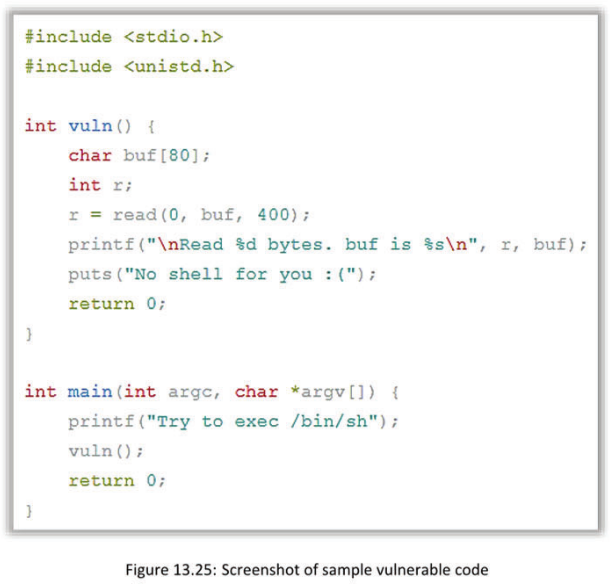 #include <stdio.h>
#include <unistd.h>
int vuln() {
char buf[80];
int r;
r = read(0, buf, 400);
printf("\nRead %d bytes. buf is %s\n", r, buf);
puts("No shell for you :(");
return 0;
}
int main(int argc, char *argv[]) {
printf("Try to exec /bin/sh");
vuln();
return 0;
}
Figure 13.25: Screenshot of sample vulnerable code